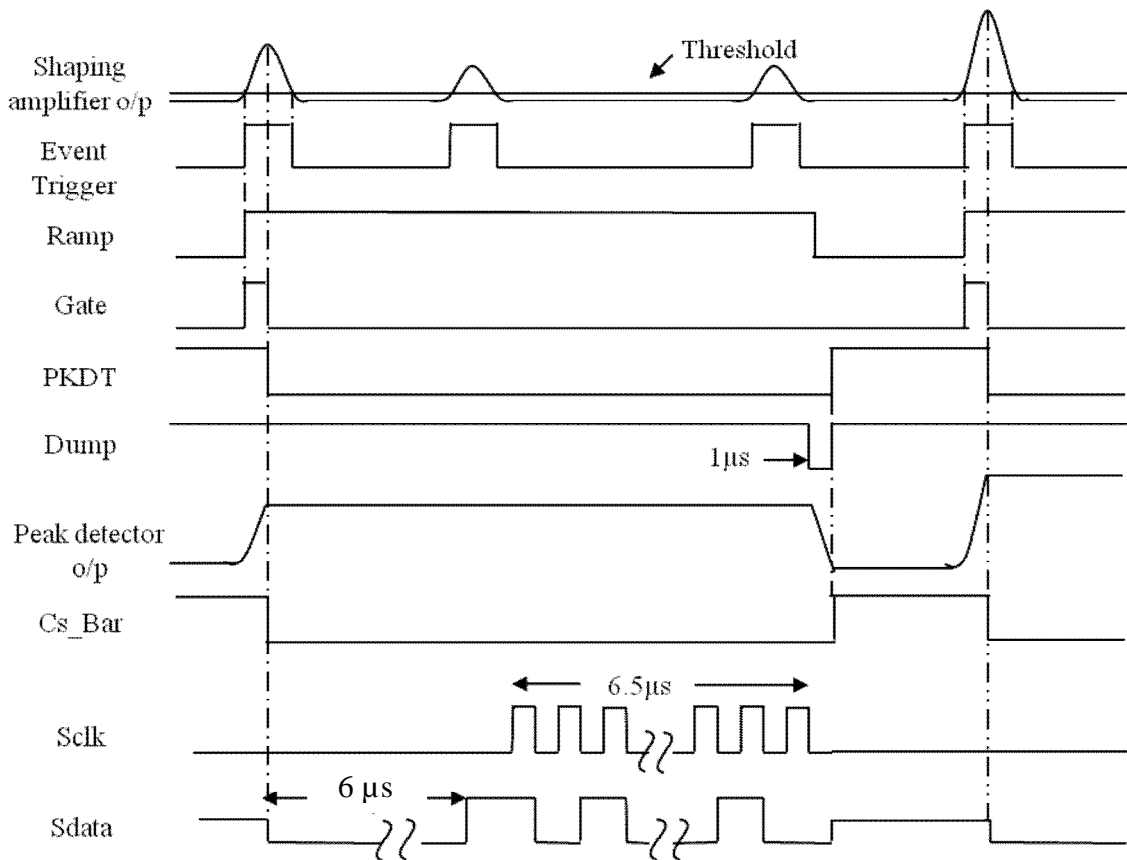 Threshold
Shaping
amplifier o/p
Event
Trigger
Ramp
Gate
PKDT
Dump
1µs
Peak detector
o/p
Cs_Bar
6.5µs
Sclk
6 µs
Sdata